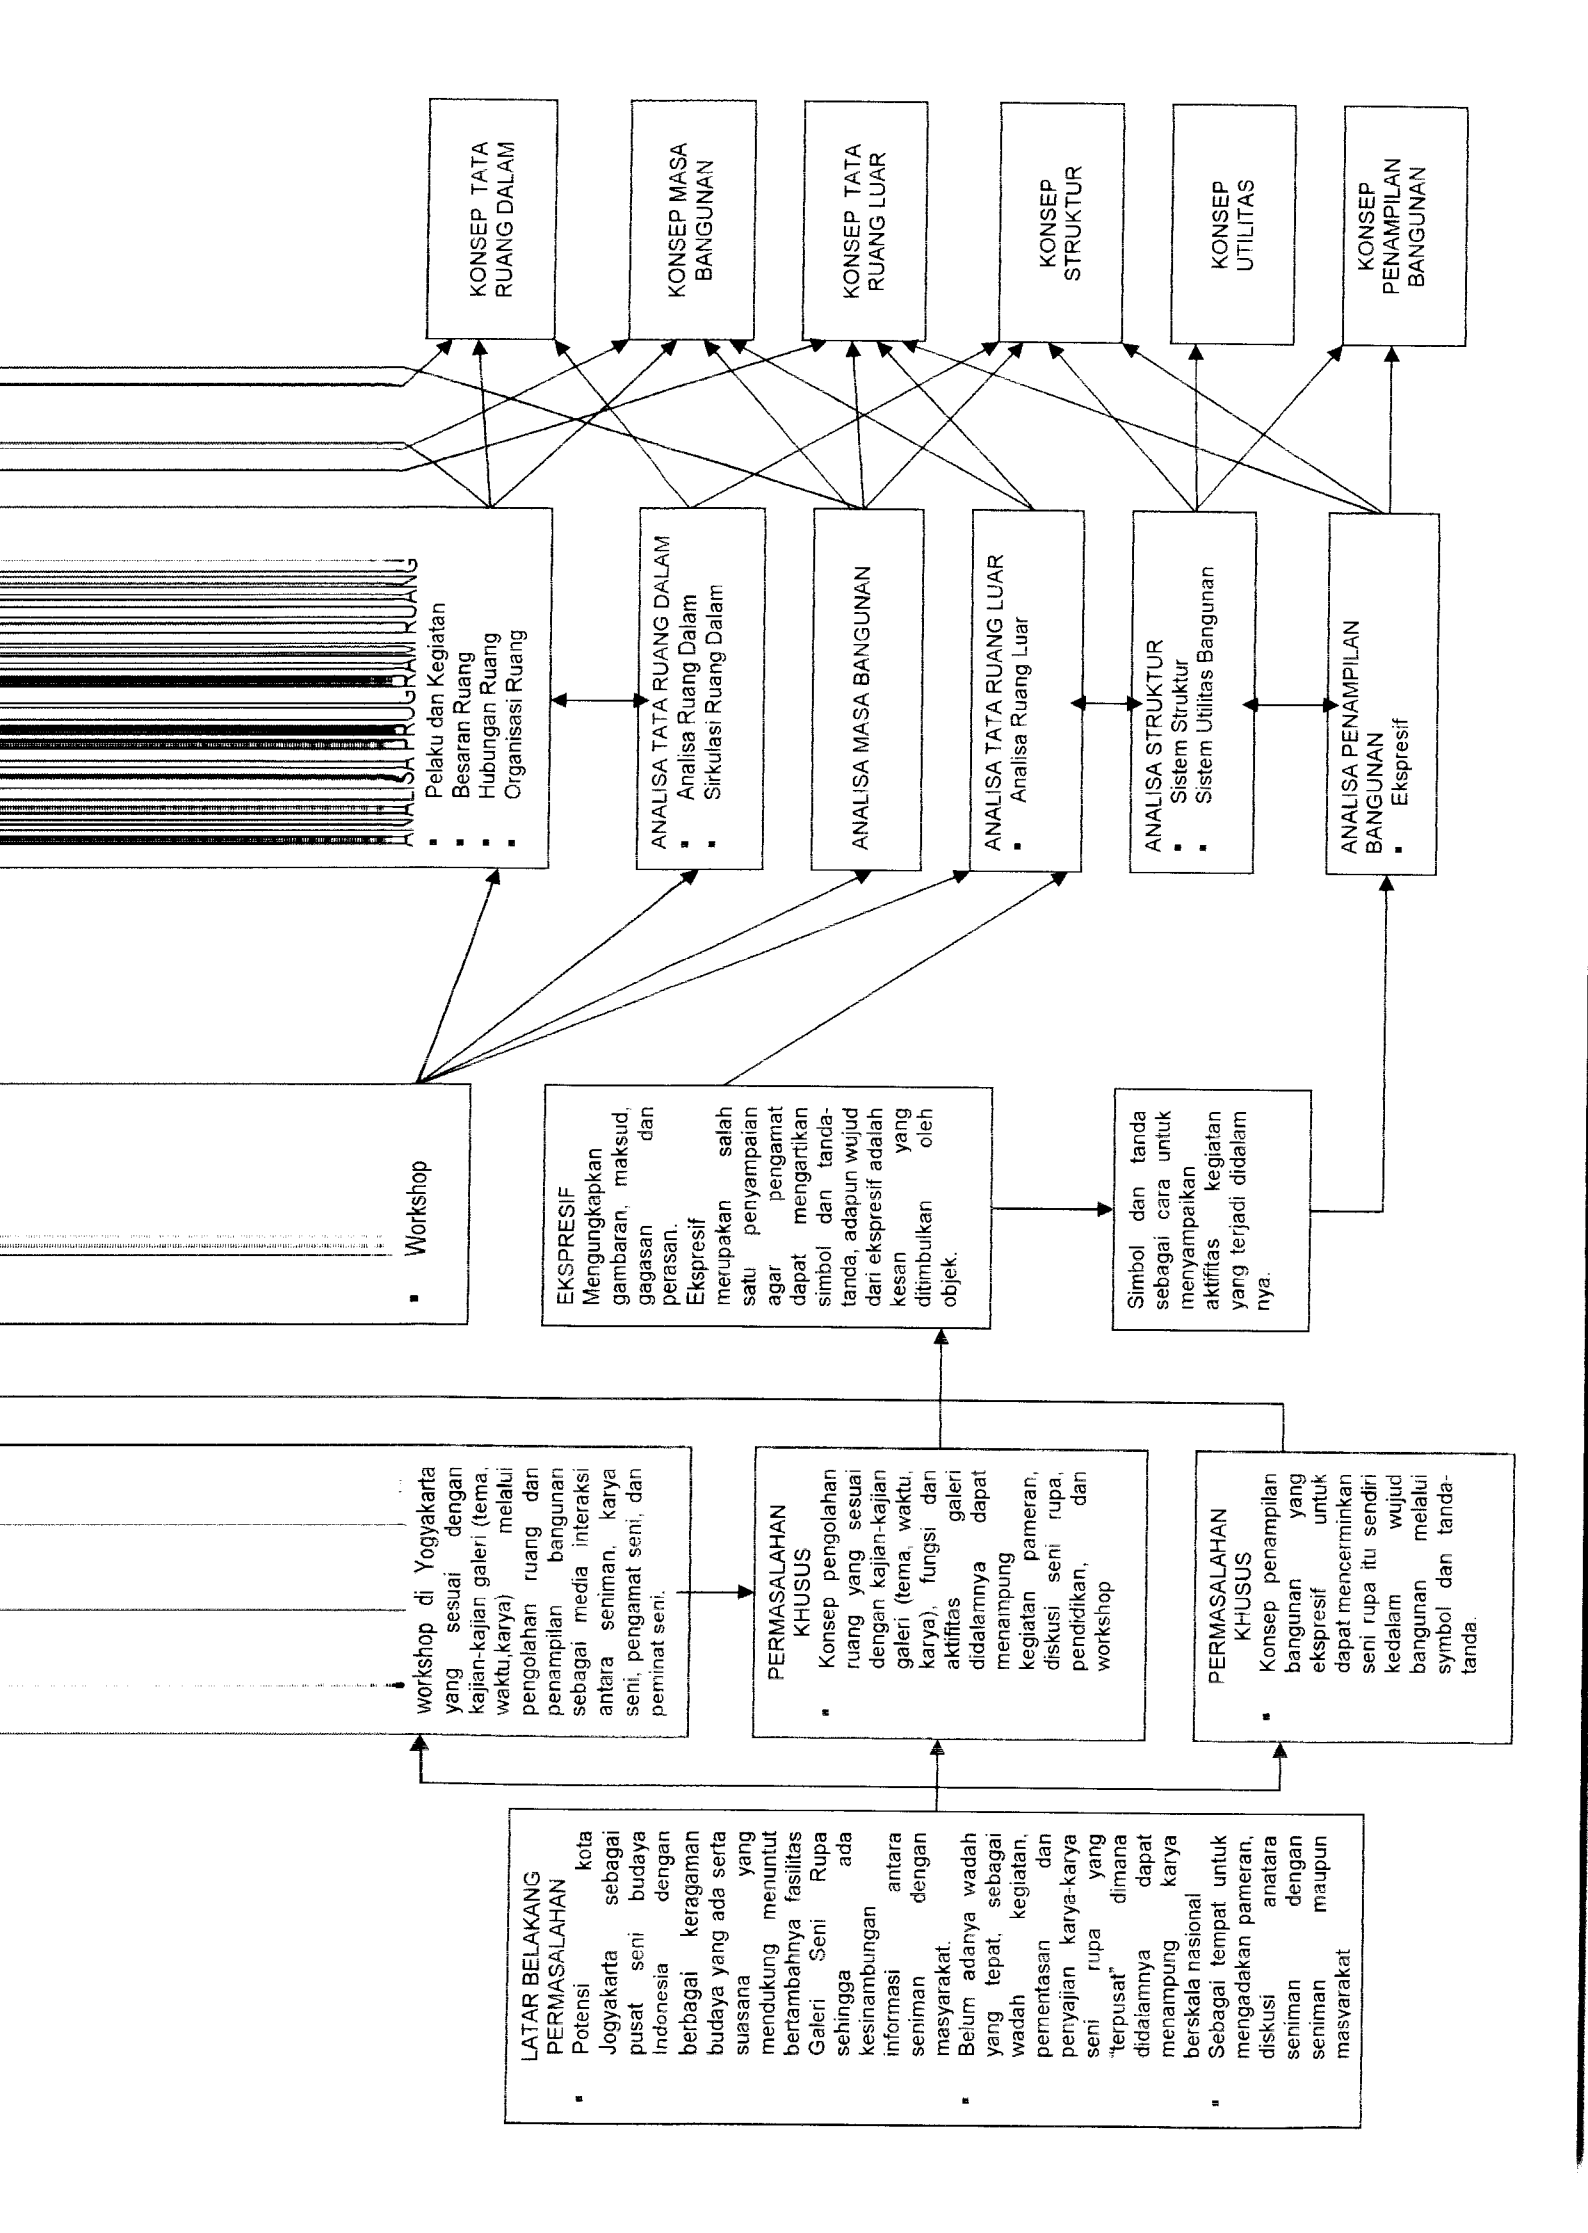 LATAR BELAKANG
PERMASALAHAN
▪ Potensi kota
Jogyakarta sebagai
pusat seni budaya
Indonesia dengan
berbagai keragaman
budaya yang ada serta
suasana yang
mendukung menuntut
bertambahnya fasilitas
Galeri Seni Rupa
sehingga ada
kesinambungan
informasi antara
seniman dengan
masyarakat.
▪ Belum adanya wadah
yang tepat, sebagai
wadah kegiatan,
pementasan dan
penyajian karya-karya
seni rupa yang
"terpusat" dimana
didalamnya dapat
menampung karya
berskala nasional
▪ Sebagai tempat untuk
mengadakan pameran,
diskusi anatara
seniman dengan
seniman maupun
masyarakat
workshop di Yogyakarta
yang sesuai dengan
kajian-kajian galeri (tema,
waktu,karya) melalui
pengolahan ruang dan
penampilan bangunan
sebagai media interaksi
antara seniman, karya
seni, pengamat seni, dan
peminat seni.
PERMASALAHAN
KHUSUS
▪ Konsep pengolahan
ruang yang sesuai
dengan kajian-kajian
galeri (tema, waktu,
karya), fungsi dan
aktifitas galeri
didalamnya dapat
menampung
kegiatan pameran,
diskusi seni rupa,
pendidikan, dan
workshop
PERMASALAHAN
KHUSUS
▪ Konsep penampilan
bangunan yang
ekspresif untuk
dapat mencerminkan
seni rupa itu sendiri
kedalam wujud
bangunan melalui
symbol dan tanda-
tanda.
▪ Workshop
EKSPRESIF
Mengungkapkan
gambaran, maksud,
gagasan dan
perasan.
Ekspresif
merupakan salah
satu penyampaian
agar pengamat
dapat mengartikan
simbol dan tanda-
tanda, adapun wujud
dari ekspresif adalah
kesan yang
ditimbulkan oleh
objek.
Simbol dan tanda
sebagai cara untuk
menyampaikan
aktifitas kegiatan
yang terjadi didalam
nya.
ANALISA PROGRAM RUANG
▪ Pelaku dan Kegiatan
▪ Besaran Ruang
▪ Hubungan Ruang
▪ Organisasi Ruang
ANALISA TATA RUANG DALAM
▪ Analisa Ruang Dalam
▪ Sirkulasi Ruang Dalam
ANALISA MASA BANGUNAN
ANALISA TATA RUANG LUAR
▪ Analisa Ruang Luar
ANALISA STRUKTUR
▪ Sistem Struktur
▪ Sistem Utilitas Bangunan
ANALISA PENAMPILAN
BANGUNAN
▪ Ekspresif
KONSEP TATA
RUANG DALAM
KONSEP MASA
BANGUNAN
KONSEP TATA
RUANG LUAR
KONSEP
STRUKTUR
KONSEP
UTILITAS
KONSEP
PENAMPILAN
BANGUNAN